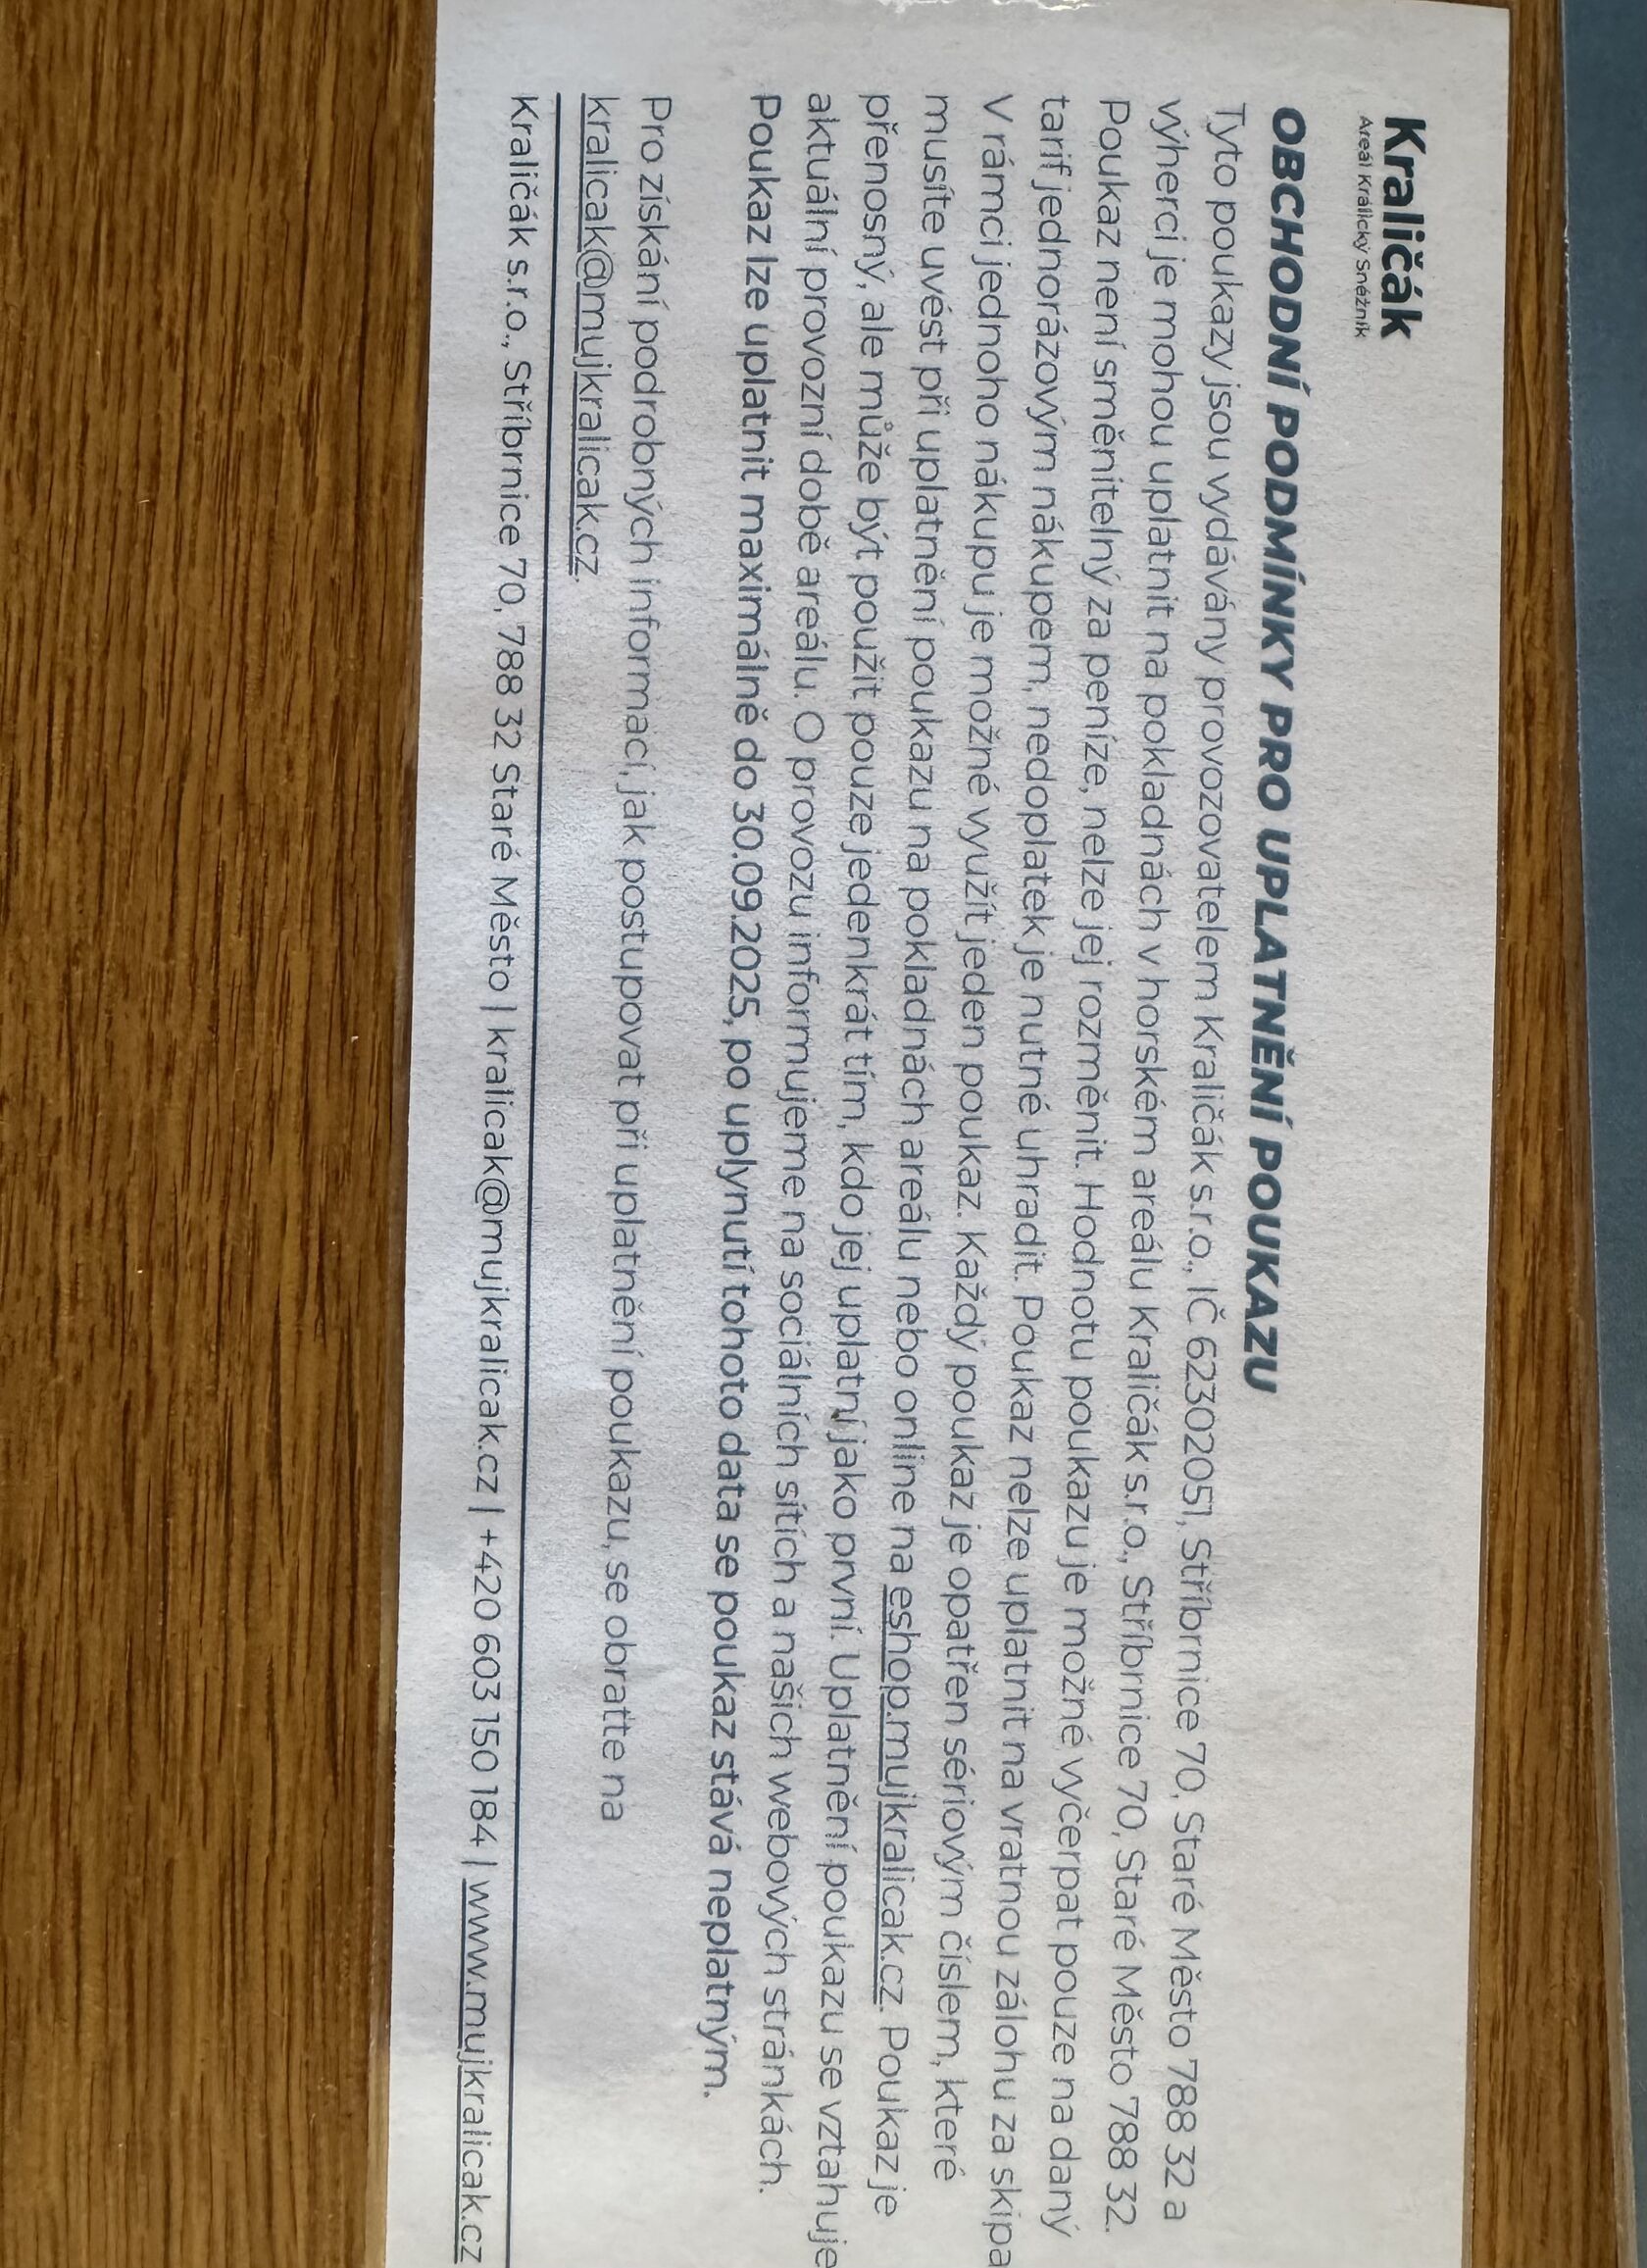 Kraličák
Areál Králický Sněžník
OBCHODNÍ PODMÍNKY PRO UPLATNĚNÍ POUKAZU
Tyto poukazy jsou vydávány provozovatelem Kraličák s.r.o., IČ 62302051, Stříbrnice 70, Staré Město 788 32 a
výherci je mohou uplatnit na pokladnách v horském areálu Kraličák s.r.o., Stříbrnice 70, Staré Město 788 32.
Poukaz není směnitelný za peníze, nelze jej rozměnit. Hodnotu poukazu je možné vyčerpat pouze na daný
tarif jednorázovým nákupem, nedoplatek je nutné uhradit. Poukaz nelze uplatnit na vratnou zálohu za skipa
V rámci jednoho nákupu je možné využít jeden poukaz. Každý poukaz je opatřen sériovým číslem, které
musíte uvést při uplatnění poukazu na pokladnách areálu nebo online na eshop.mujkralicak.cz. Poukaz je
přenosný, ale může být použit pouze jedenkrát tím, kdo jej uplatní jako první. Uplatnění poukazu se vztahuje
aktuální provozní době areálu. O provozu informujeme na sociálních sítích a našich webových stránkách.
Poukaz lze uplatnit maximálně do 30.09.2025, po uplynutí tohoto data se poukaz stává neplatným.
Pro získání podrobných informací, jak postupovat při uplatnění poukazu, se obraťte na
kralicak@mujkralicak.cz.
Kraličák s.r.o., Stříbrnice 70, 788 32 Staré Město | kralicak@mujkralicak.cz | +420 603 150 184 | www.mujkralicak.cz